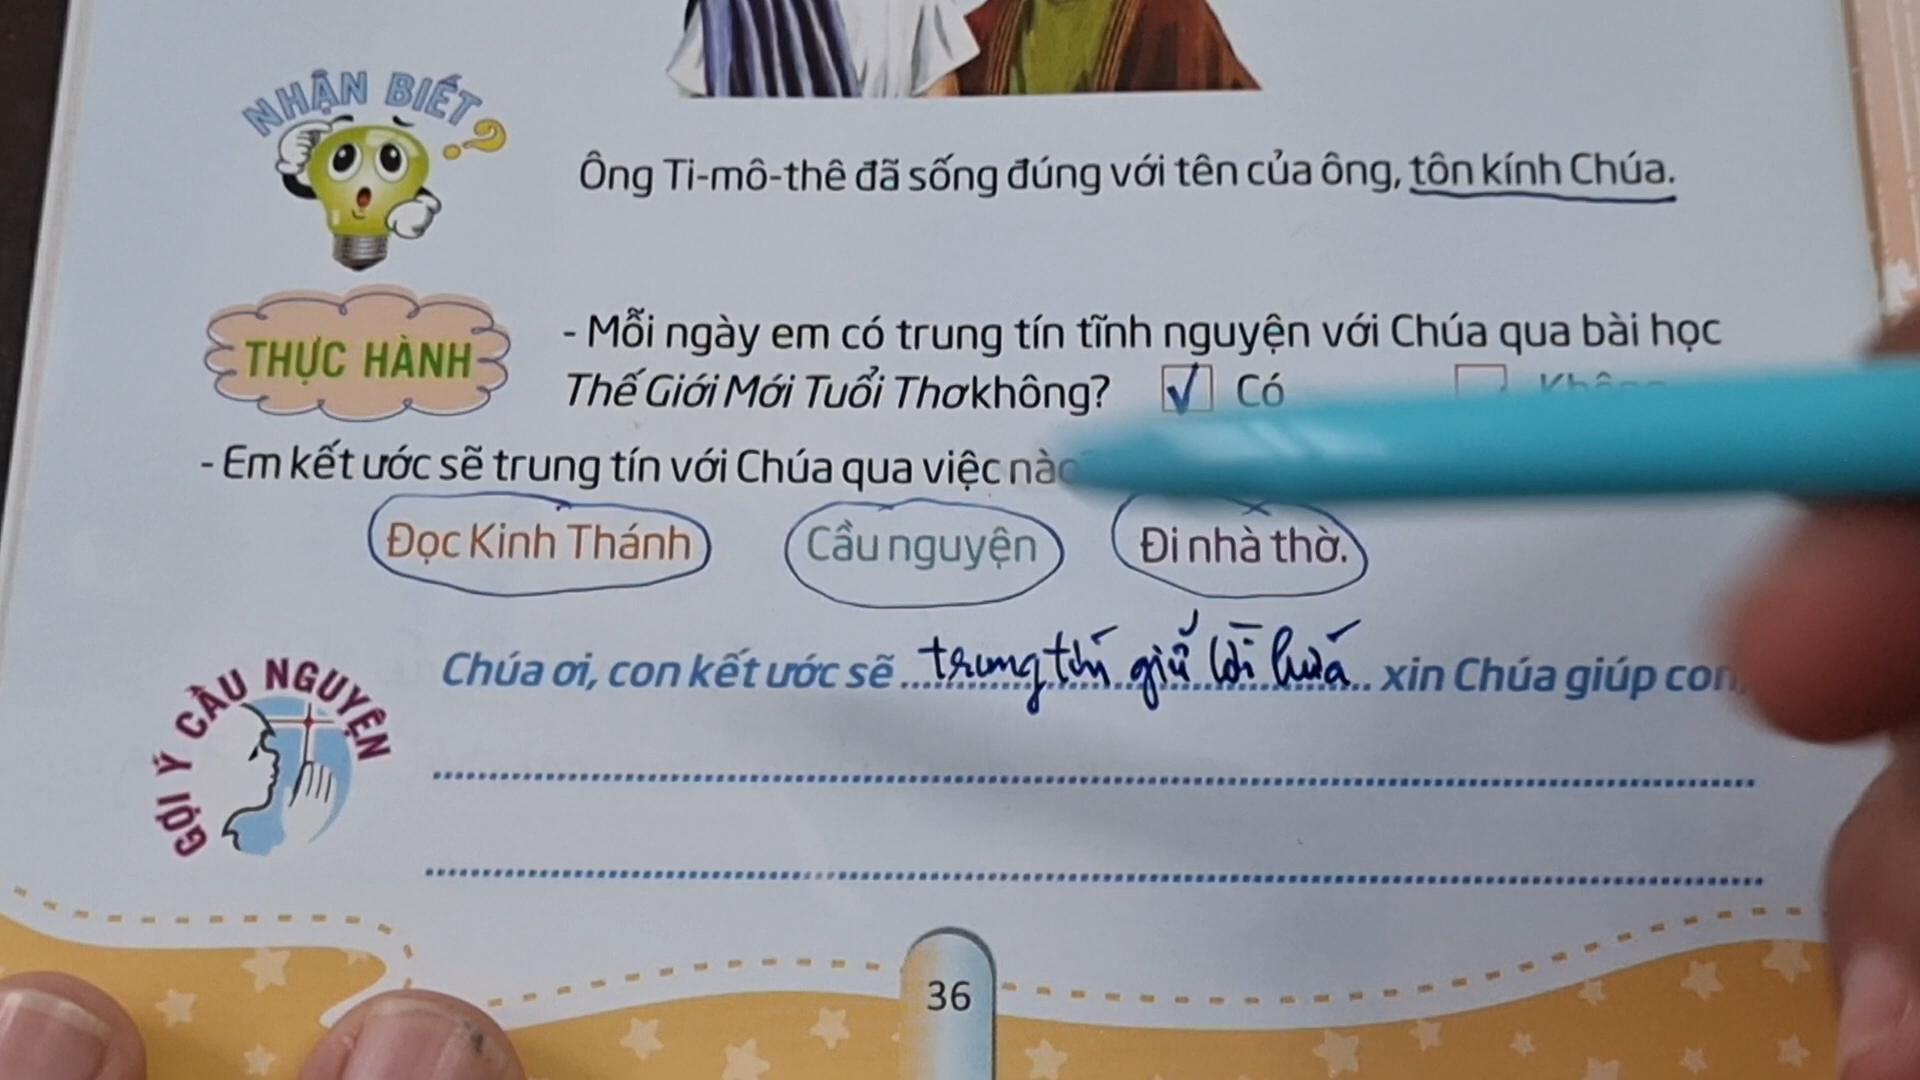 NHẬN BIẾT?
Ông Ti-mô-thê đã sống đúng với tên của ông, tôn kính Chúa.
THỰC HÀNH
- Mỗi ngày em có trung tín tĩnh nguyện với Chúa qua bài học
Thế Giới Mới Tuổi Thơ không? Có
- Em kết ước sẽ trung tín với Chúa qua việc nào
Đọc Kinh Thánh Cầu nguyện Đi nhà thờ.
GỢI Ý CẦU NGUYỆN
Chúa ơi, con kết ước sẽ trung tín giữ lời hứa xin Chúa giúp con,
36